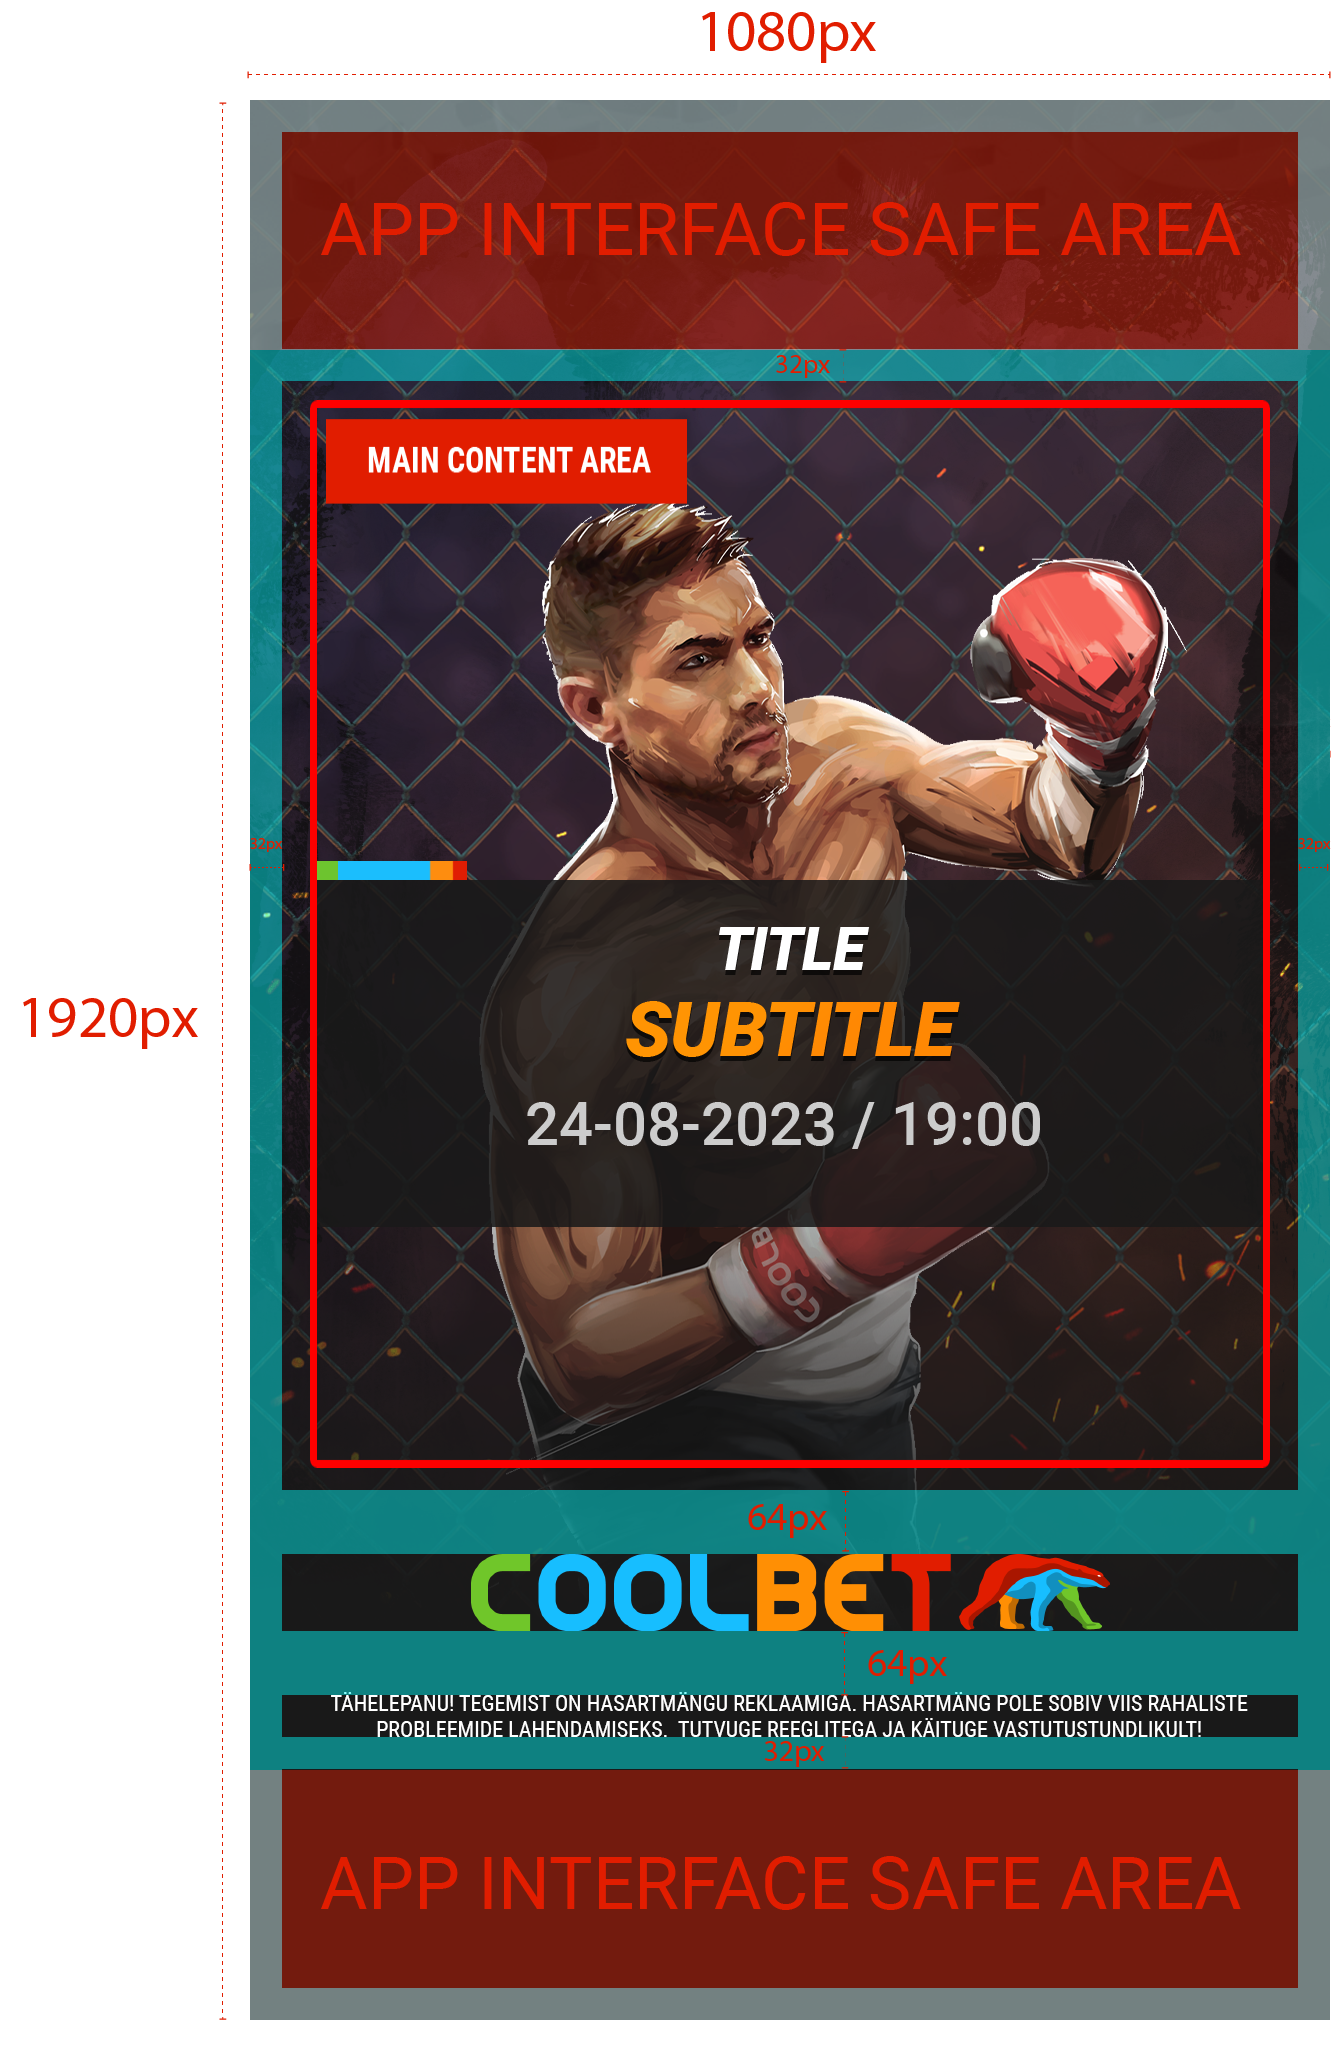 1080px
APP INTERFACE SAFE AREA
32px
MAIN CONTENT AREA
32px
32px
TITLE
1920px
SUBTITLE
24-08-2023 / 19:00
COOLB
64px
COOLBET
64px
TÄHELEPANU! TEGEMIST ON HASARTMÄNGU REKLAAMIGA. HASARTMÄNG POLE SOBIV VIIS RAHALISTE
PROBLEEMIDE LAHENDAMISEKS. TUTVUGE REEGLITEGA JA KÄITUGE VASTUTUSTUNDLIKULT!
32px
APP INTERFACE SAFE AREA